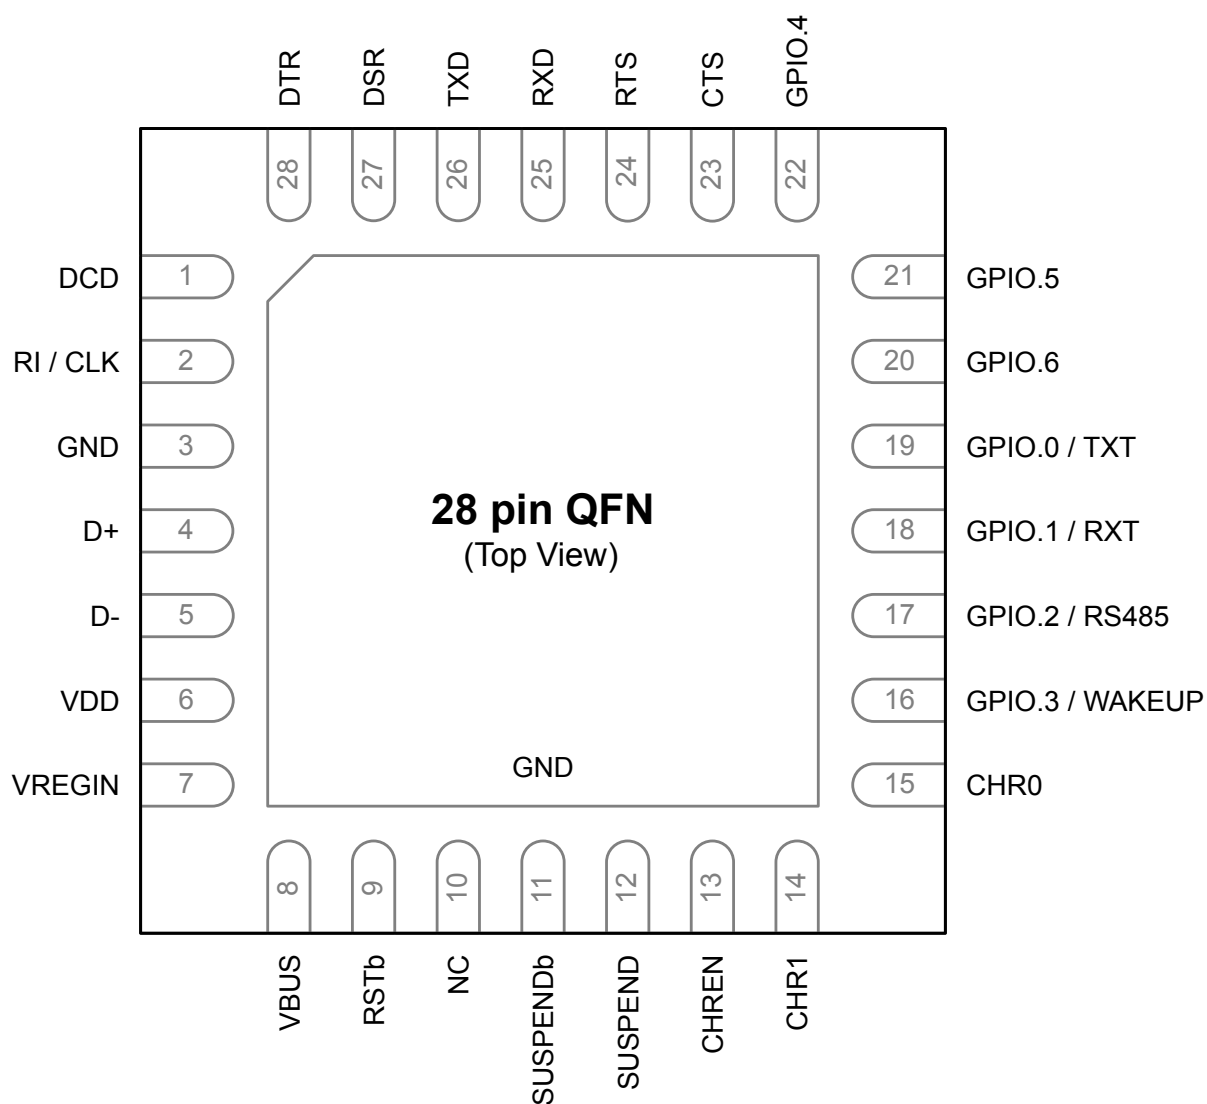 DTR
DSR
TXD
RXD
RTS
CTS
GPIO.4
28
27
26
25
24
23
22
DCD 1
RI / CLK 2
GND 3
D+ 4
D- 5
VDD 6
VREGIN 7
28 pin QFN
(Top View)
GND
21 GPIO.5
20 GPIO.6
19 GPIO.0 / TXT
18 GPIO.1 / RXT
17 GPIO.2 / RS485
16 GPIO.3 / WAKEUP
15 CHR0
8
9
10
11
12
13
14
VBUS
RSTb
NC
SUSPENDb
SUSPEND
CHREN
CHR1